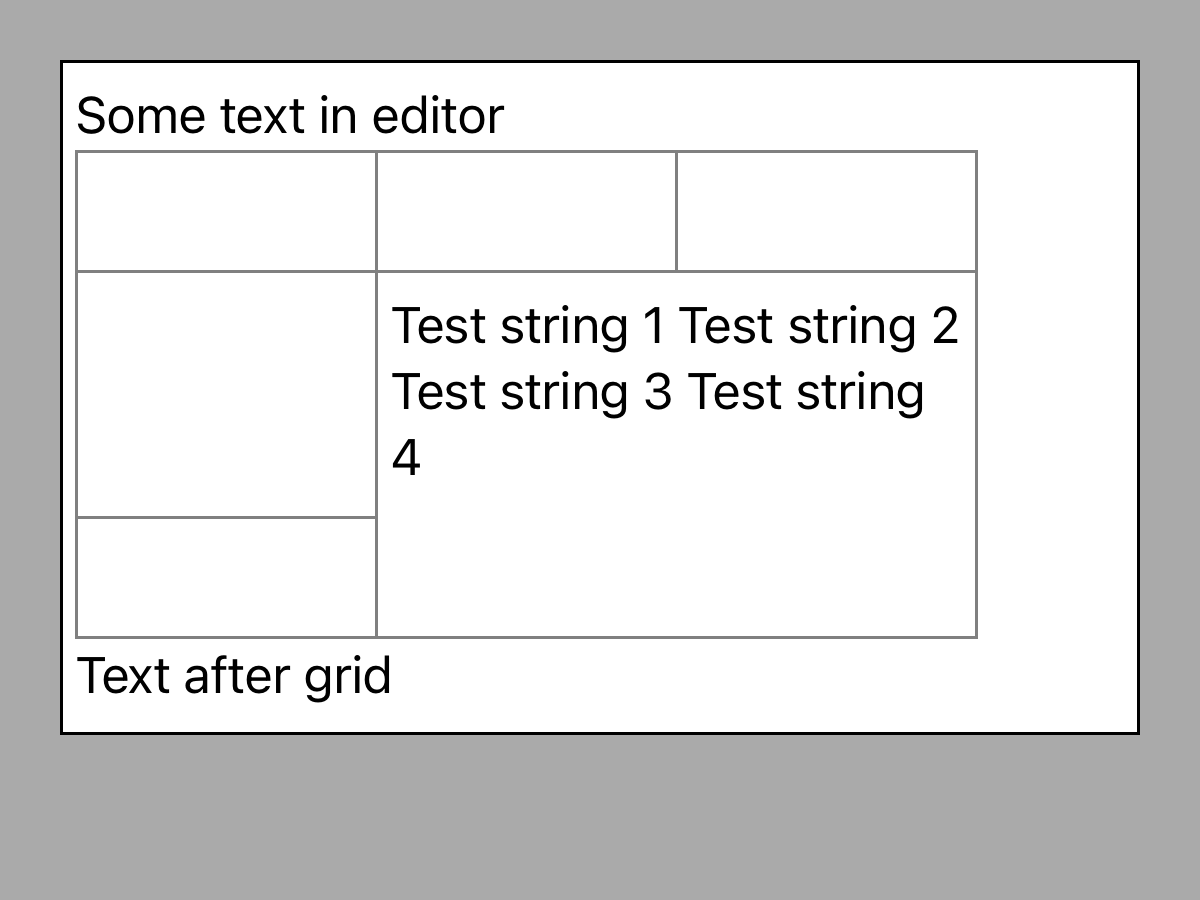 Some text in editor
Test string 1 Test string 2
Test string 3 Test string
4
Text after grid